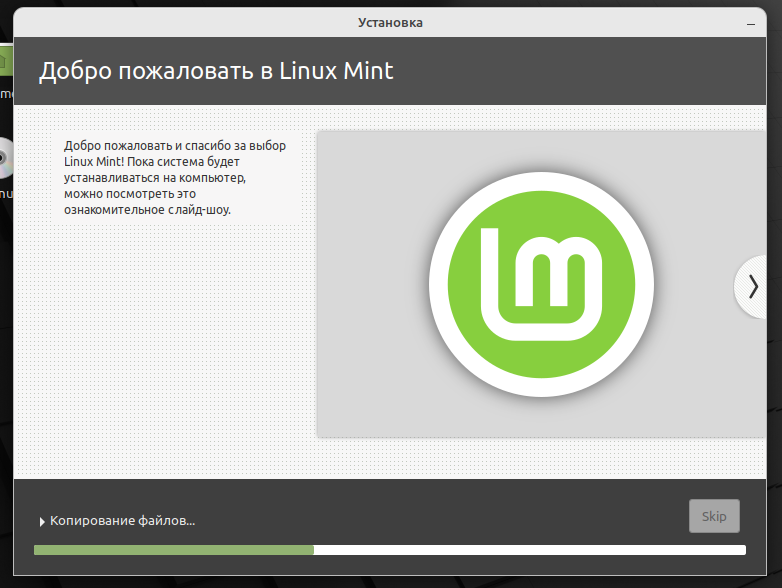 Установка
Добро пожаловать в Linux Mint
Добро пожаловать и спасибо за выбор
Linux Mint! Пока система будет
устанавливаться на компьютер,
можно посмотреть это
ознакомительное слайд-шоу.
Копирование файлов...
Skip